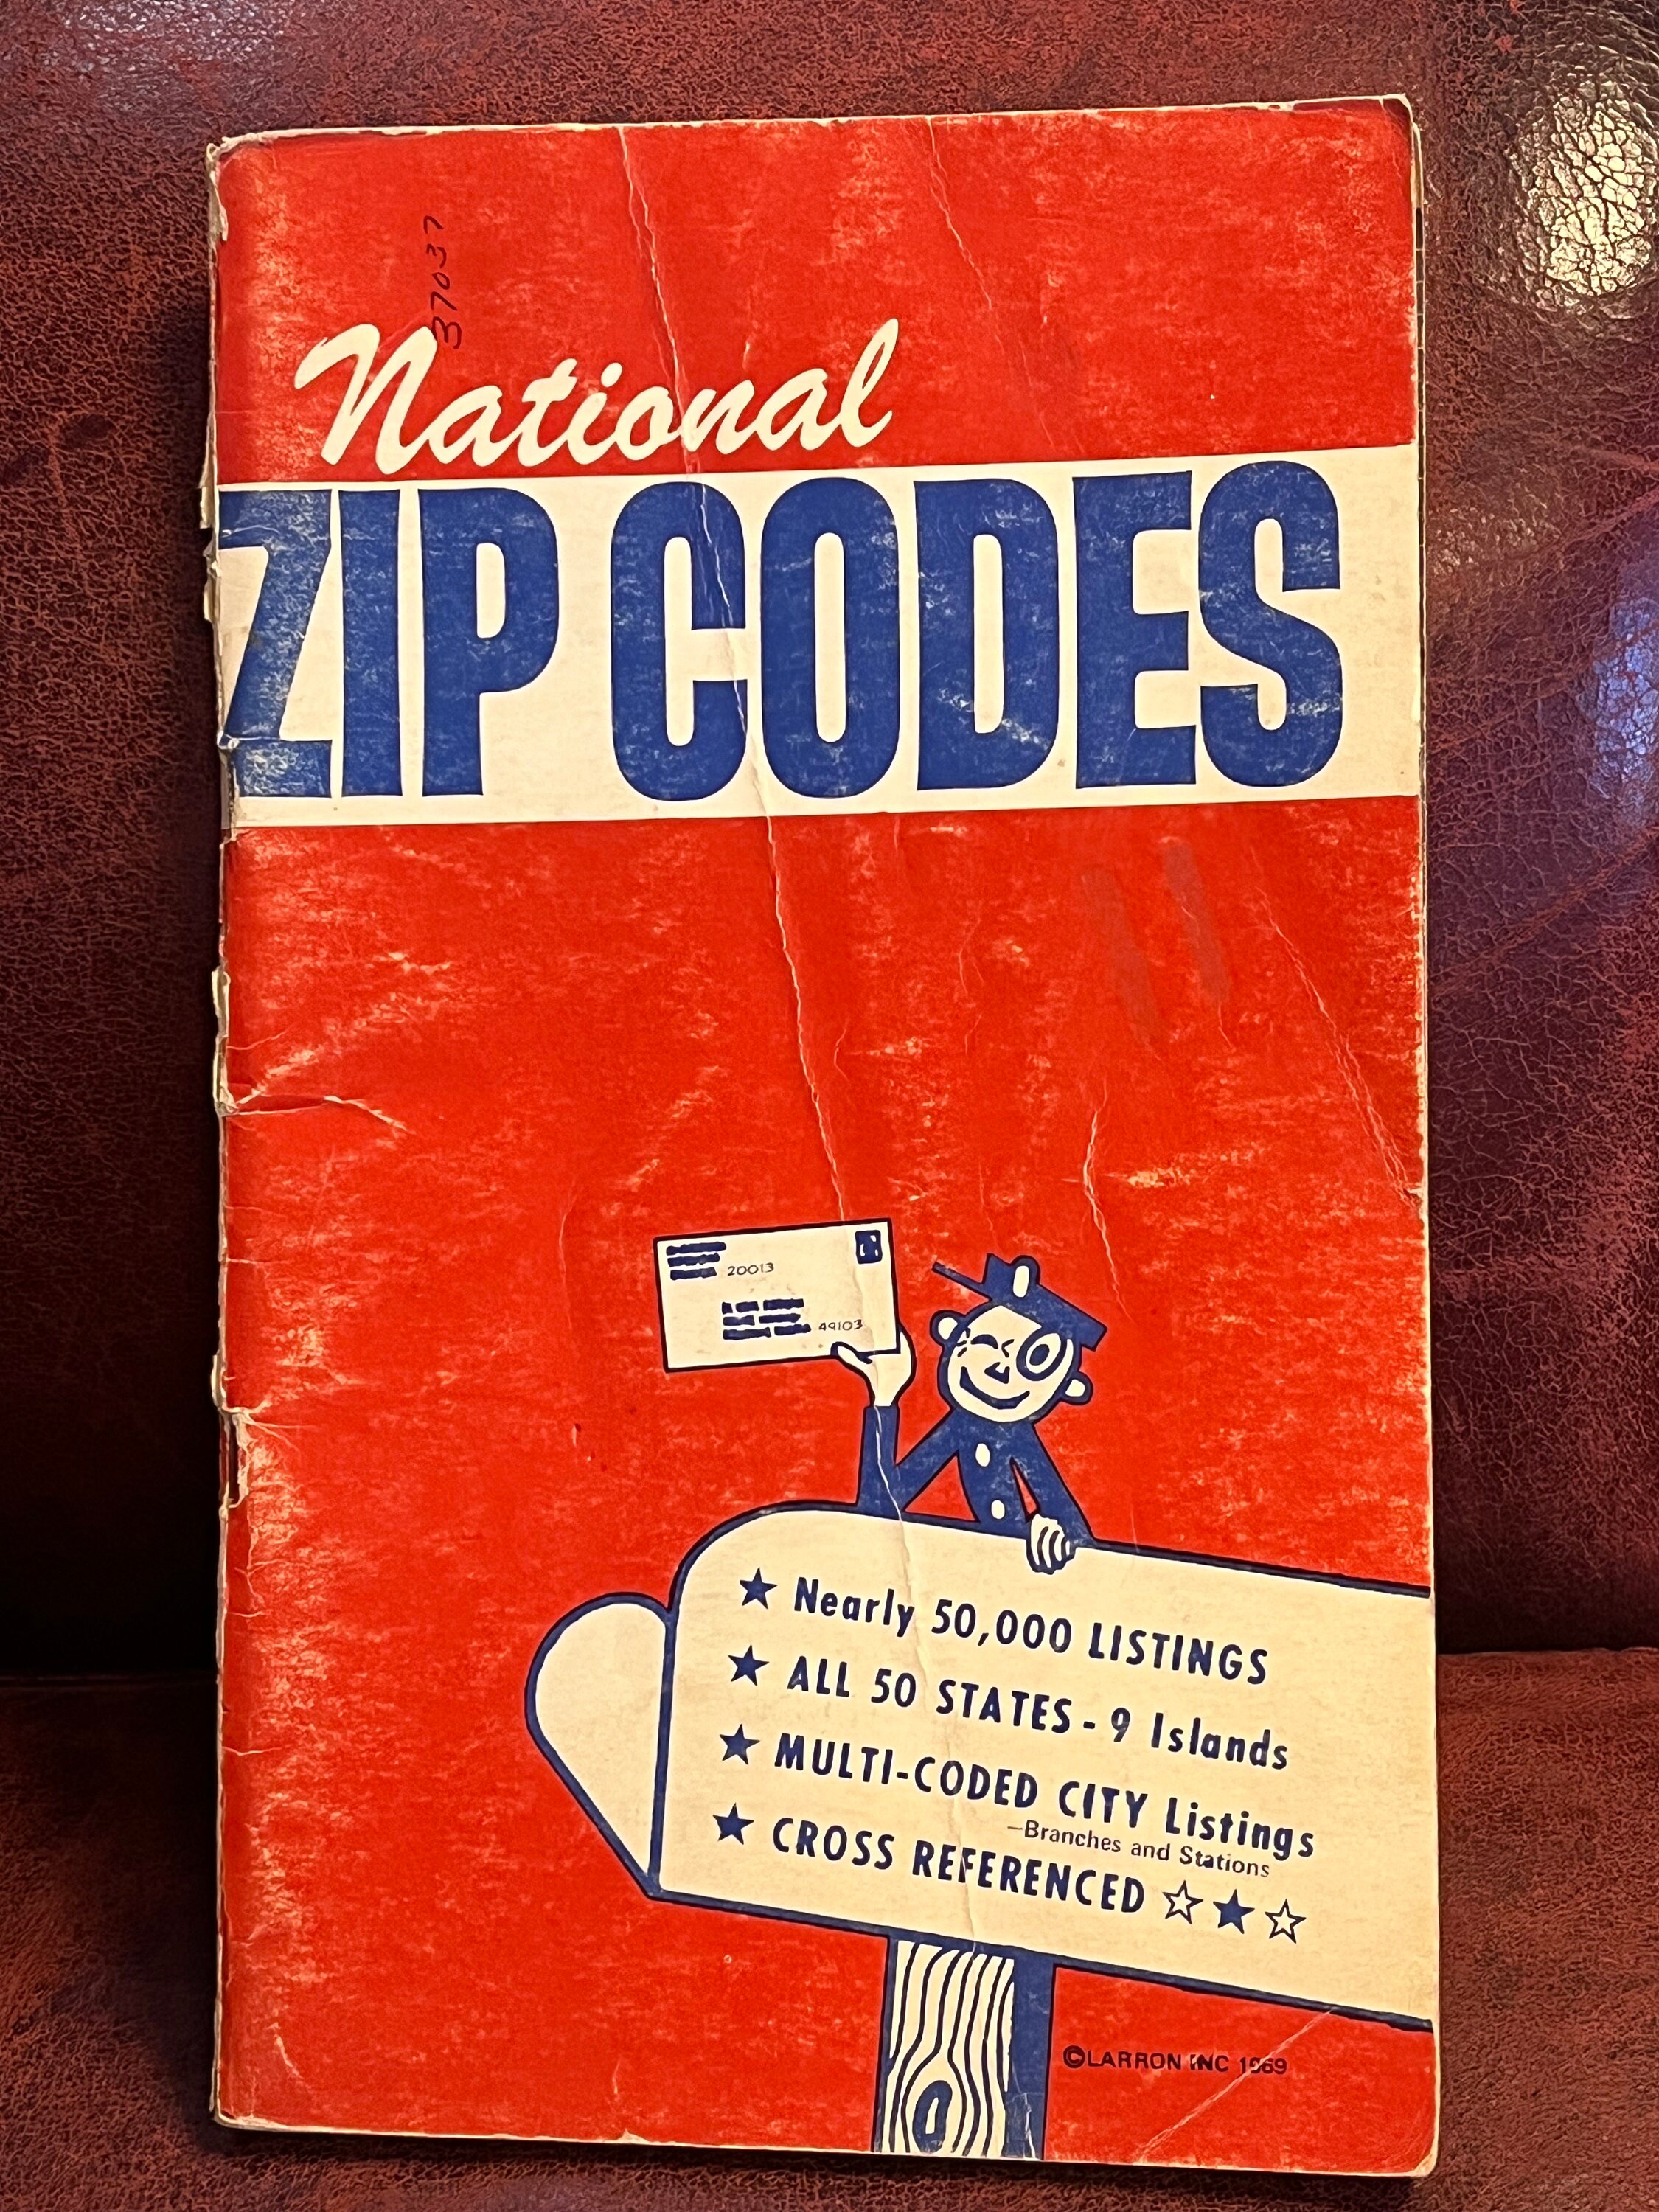 37037
National
ZIP CODES
20013
44103
★ Nearly 50,000 LISTINGS
★ ALL 50 STATES - 9 Islands
★ MULTI-CODED CITY Listings
—Branches and Stations
★ CROSS REFERENCED ☆★☆
©LARRON INC 1969